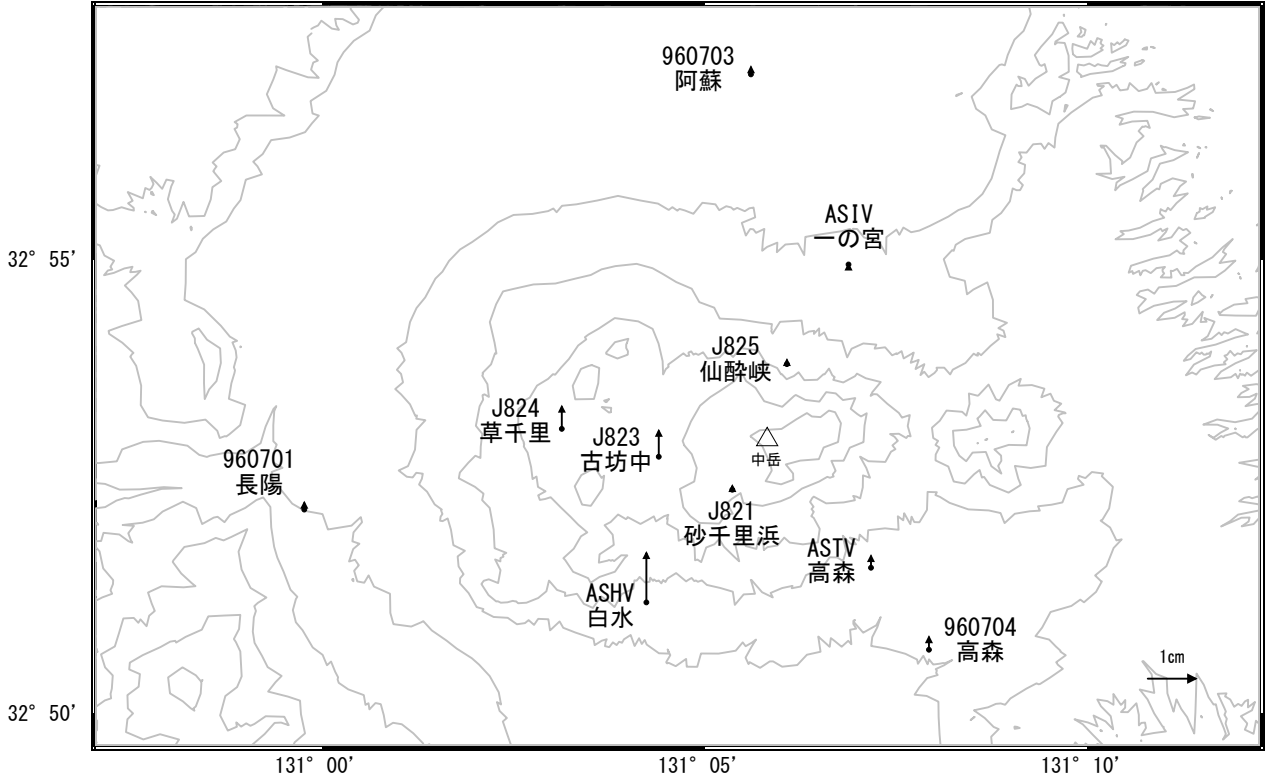 960703
阿蘇
ASIV
一の宮
32° 55'
J825
仙酔峡
J824
草千里
J823
古坊中
中岳
960701
長陽
J821
砂千里浜
ASTV
高森
ASHV
白水
960704
高森
1cm
32° 50'
131° 00'
131° 05'
131° 10'